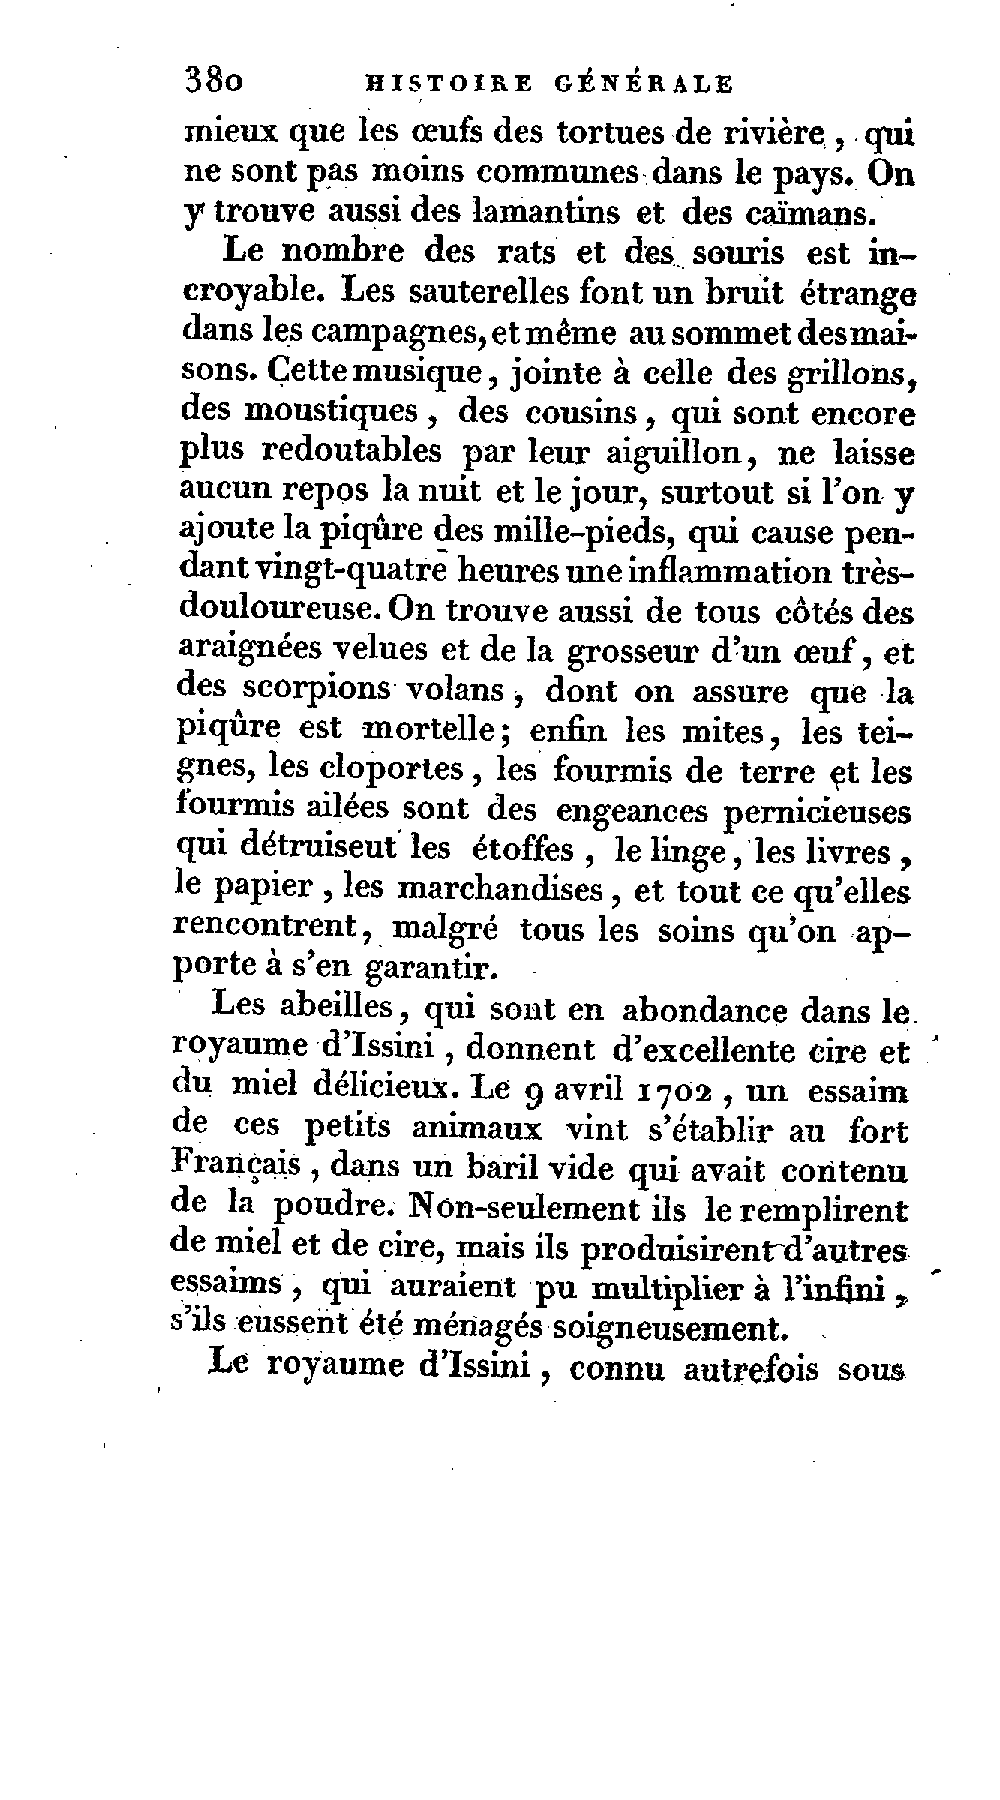 380 HISTOIRE GÉNÉRALE
mieux que les œufs des tortues de rivière, qui
ne sont pas moins communes dans le pays. On
y trouve aussi des lamantins et des caïmans.
Le nombre des rats et des souris est in-
croyable. Les sauterelles font un bruit étrange
dans les campagnes, et même au sommet des mai-
sons. Cette musique, jointe à celle des grillons,
des moustiques, des cousins, qui sont encore
plus redoutables par leur aiguillon, ne laisse
aucun repos la nuit et le jour, surtout si l'on y
ajoute la piqûre des mille-pieds, qui cause pen-
dant vingt-quatre heures une inflammation très-
douloureuse. On trouve aussi de tous côtés des
araignées velues et de la grosseur d'un œuf, et
des scorpions volans, dont on assure que la
piqûre est mortelle; enfin les mites, les tei-
gnes, les cloportes, les fourmis de terre et les
fourmis ailées sont des engeances pernicieuses
qui détruiseut les étoffes, le linge, les livres,
le papier, les marchandises, et tout ce qu'elles
rencontrent, malgré tous les soins qu'on ap-
porte à s'en garantir.
Les abeilles, qui sont en abondance dans le
royaume d'Issini, donnent d'excellente cire et
du miel délicieux. Le 9 avril 1702, un essaim
de ces petits animaux vint s'établir au fort
Français, dans un baril vide qui avait contenu
de la poudre. Non-seulement ils le remplirent
de miel et de cire, mais ils produisirent d'autres
essaims, qui auraient pu multiplier à l'infini,
s'ils eussent été ménagés soigneusement.
Le royaume d'Issini, connu autrefois sous